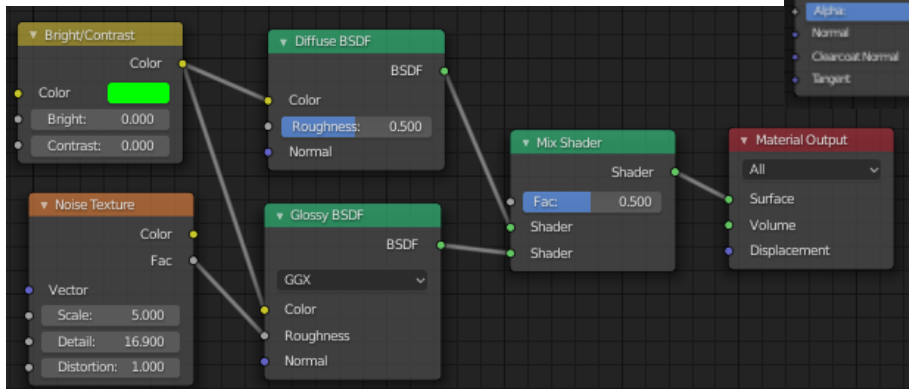 Bright/Contrast
Color
Color
Bright: 0.000
Contrast: 0.000
Noise Texture
Color
Fac
Vector
Scale: 5.000
Detail: 16.900
Distortion: 1.000
Diffuse BSDF
BSDF
Color
Roughness: 0.500
Normal
Glossy BSDF
BSDF
GGX
Color
Roughness
Normal
Mix Shader
Shader
Fac: 0.500
Shader
Shader
Material Output
All
Surface
Volume
Displacement
Alpha:
Normal
Clearcoat Normal
Tangent